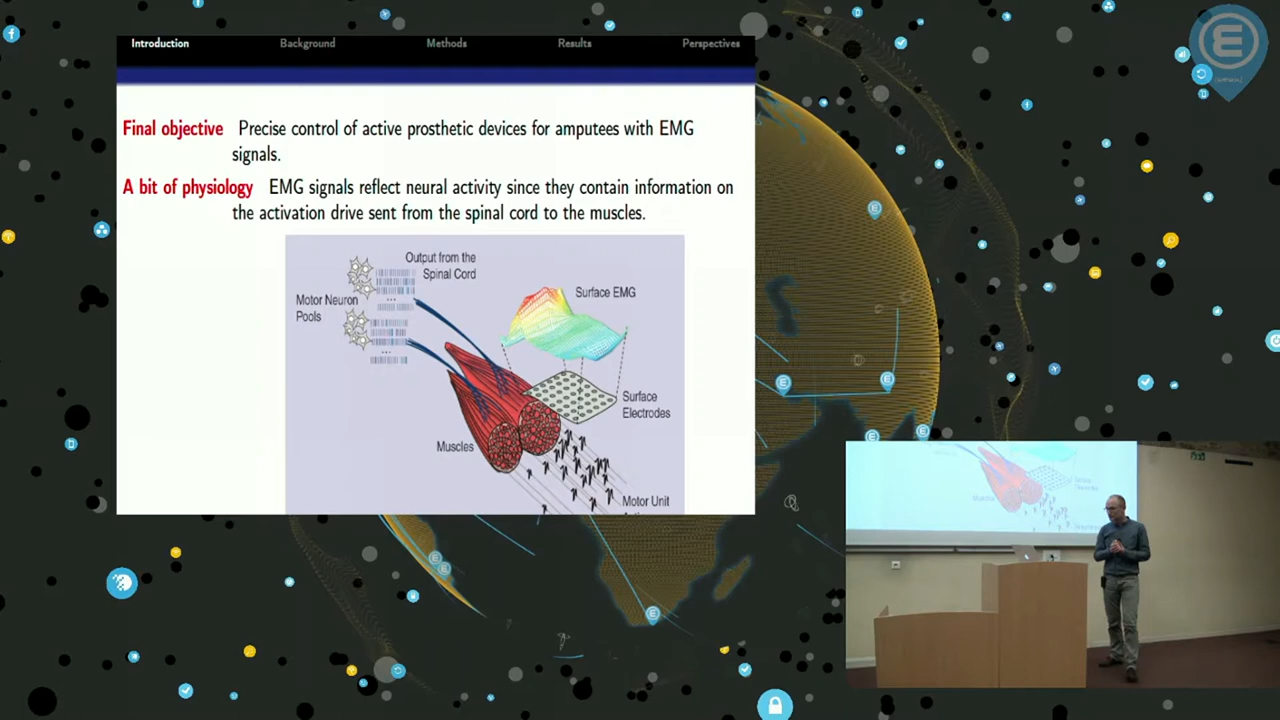 Introduction Background Methods Results Perspectives
Final objective Precise control of active prosthetic devices for amputees with EMG
signals.
A bit of physiology EMG signals reflect neural activity since they contain information on
the activation drive sent from the spinal cord to the muscles.
Output from the
Spinal Cord
Motor Neuron
Pools
Surface EMG
Surface
Electrodes
Muscles
Motor Unit